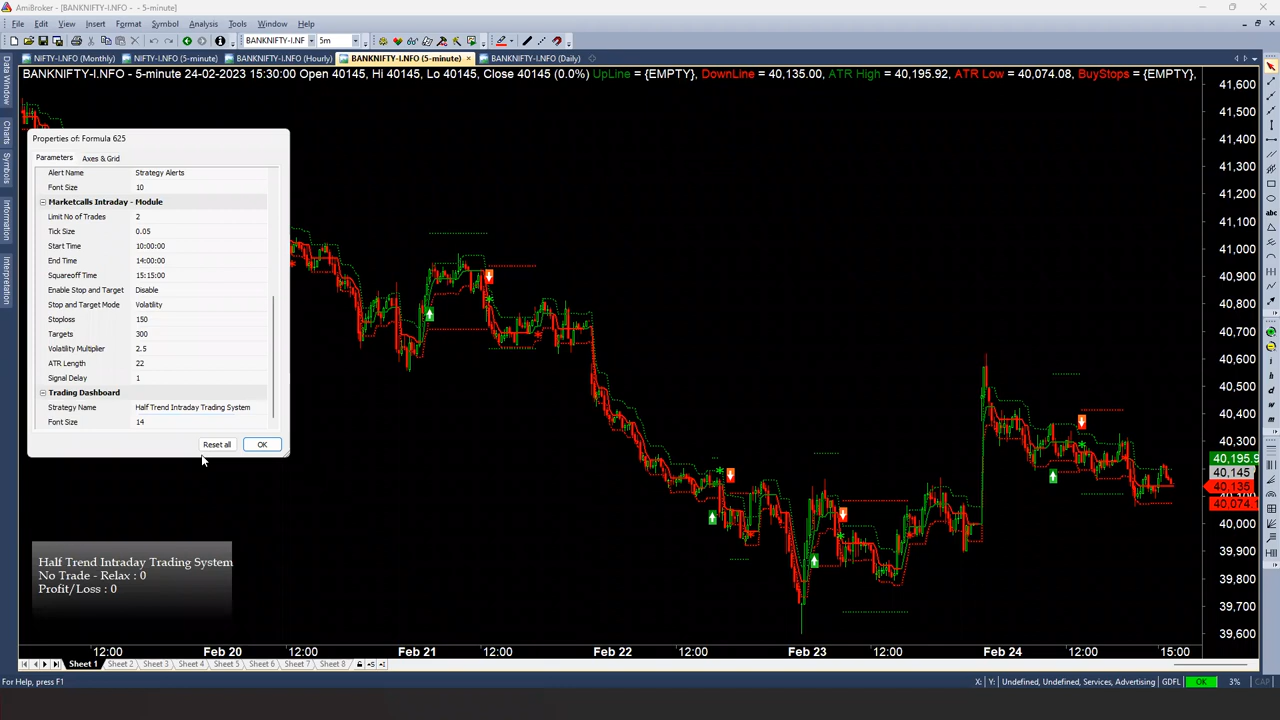 AmiBroker - [BANKNIFTY-I.NFO - - 5-minute]
File Edit View Insert Format Symbol Analysis Tools Window Help
BANKNIFTY-I.NF 5m
NIFTY-I.NFO (Monthly) NIFTY-I.NFO (5-minute) BANKNIFTY-I.NFO (Hourly) BANKNIFTY-I.NFO (5-minute) × BANKNIFTY-I.NFO (Daily)
BANKNIFTY-I.NFO - 5-minute 24-02-2023 15:30:00 Open 40145, Hi 40145, Lo 40145, Close 40145 (0.0%) UpLine = {EMPTY}, DownLine = 40,135.00, ATR High = 40,195.92, ATR Low = 40,074.08, BuyStops = {EMPTY},
Data Window
Charts
Symbols
Information
Interpretation
Properties of: Formula 625
Parameters Axes & Grid
Alert Name Strategy Alerts
Font Size 10
Marketcalls Intraday - Module
Limit No of Trades 2
Tick Size 0.05
Start Time 10:00:00
End Time 14:00:00
Squareoff Time 15:15:00
Enable Stop and Target Disable
Stop and Target Mode Volatility
Stoploss 150
Targets 300
Volatility Multiplier 2.5
ATR Length 22
Signal Delay 1
Trading Dashboard
Strategy Name Half Trend Intraday Trading System
Font Size 14
Reset all OK
Half Trend Intraday Trading System
No Trade - Relax : 0
Profit/Loss : 0
41,600
41,500
41,400
41,300
41,200
41,100
41,000
40,900
40,800
40,700
40,600
40,500
40,400
40,300
40,195.9
40,145
40,135
40,074.
40,000
39,900
39,800
39,700
39,600
12:00 Feb 20 12:00 Feb 21 12:00 Feb 22 12:00 Feb 23 12:00 Feb 24 12:00 15:00
Sheet 1 Sheet 2 Sheet 3 Sheet 4 Sheet 5 Sheet 6 Sheet 7 Sheet 8
For Help, press F1 X: Y: Undefined, Undefined, Services, Advertising GDFL OK 3% CAP